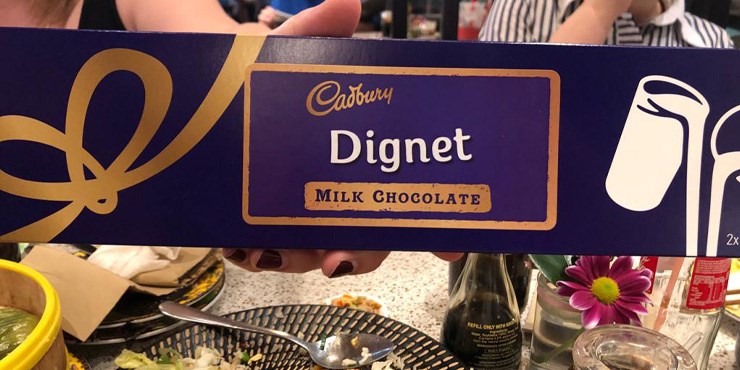 Cadbury
Dignet
MILK CHOCOLATE
2x
REFILL ONLY WITH